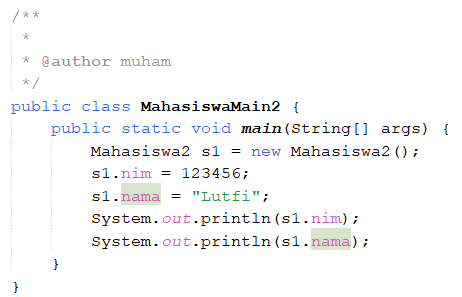 /**
 *
 * @author muham
 */
public class MahasiswaMain2 {
    public static void main(String[] args) {
        Mahasiswa2 s1 = new Mahasiswa2();
        s1.nim = 123456;
        s1.nama = "Lutfi";
        System.out.println(s1.nim);
        System.out.println(s1.nama);
    }
}